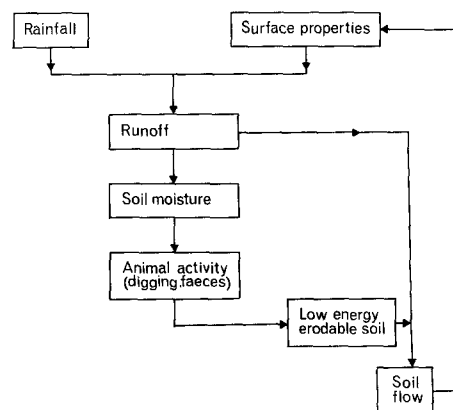 Rainfall
Surface properties
Runoff
Soil moisture
Animal activity
(digging,faeces)
Low energy
erodable soil
Soil
flow